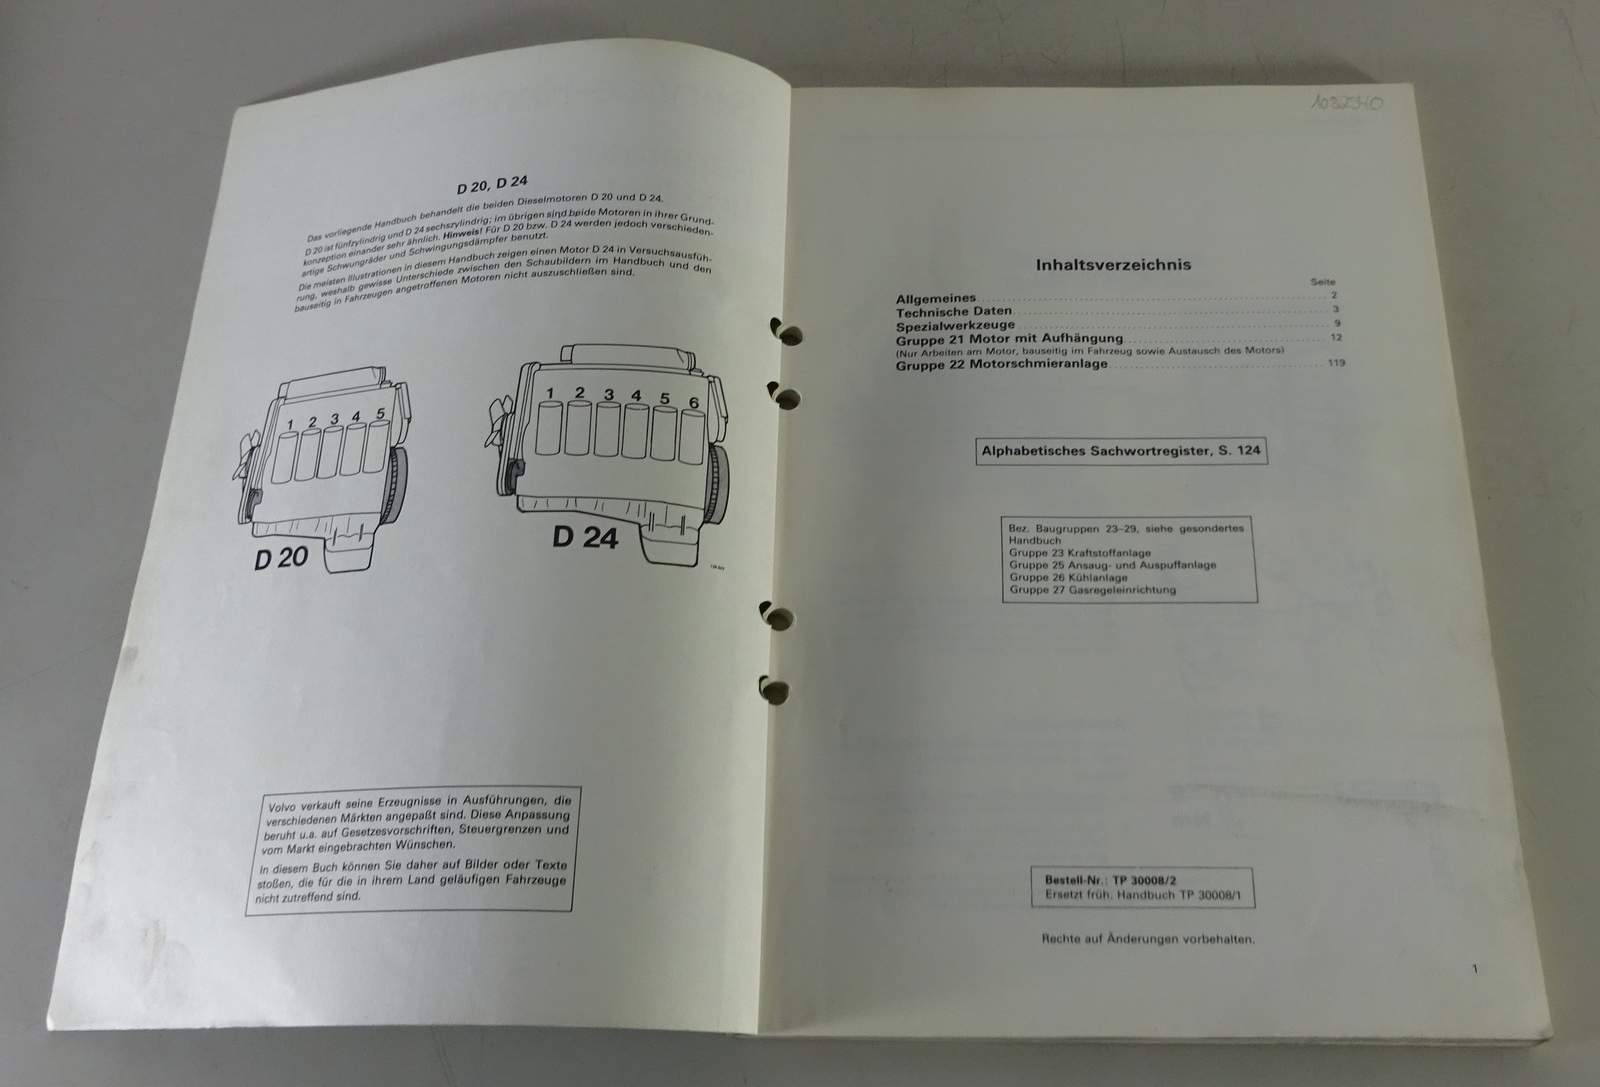 D 20, D 24
Das vorliegende Handbuch behandelt die beiden Dieselmotoren D 20 und D 24.
D 20 ist fünfzylindrig und D 24 sechszylindrig; im übrigen sind beide Motoren in ihrer Grund-
konzeption einander sehr ähnlich. Hinweis! Für D 20 bzw. D 24 werden jedoch verschieden-
artige Schwungräder und Schwingungsdämpfer benutzt.
Die meisten Illustrationen in diesem Handbuch zeigen einen Motor D 24 in Versuchsausfüh-
rung, weshalb gewisse Unterschiede zwischen den Schaubildern im Handbuch und den
bauseitig in Fahrzeugen angetroffenen Motoren nicht auszuschließen sind.
1 2 3 4 5
D 20
1 2 3 4 5 6
D 24
Volvo verkauft seine Erzeugnisse in Ausführungen, die
verschiedenen Märkten angepaßt sind. Diese Anpassung
beruht u.a. auf Gesetzesvorschriften, Steuergrenzen und
vom Markt eingebrachten Wünschen.
In diesem Buch können Sie daher auf Bilder oder Texte
stoßen, die für die in ihrem Land geläufigen Fahrzeuge
nicht zutreffend sind.
Inhaltsverzeichnis
Seite
Allgemeines 2
Technische Daten 3
Spezialwerkzeuge 9
Gruppe 21 Motor mit Aufhängung 12
(Nur Arbeiten am Motor, bauseitig im Fahrzeug sowie Austausch des Motors)
Gruppe 22 Motorschmieranlage 119
Alphabetisches Sachwortregister, S. 124
Bez. Baugruppen 23–29, siehe gesondertes
Handbuch
Gruppe 23 Kraftstoffanlage
Gruppe 25 Ansaug- und Auspuffanlage
Gruppe 26 Kühlanlage
Gruppe 27 Gasregeleinrichtung
Bestell-Nr.: TP 30008/2
Ersetzt früh. Handbuch TP 30008/1
Rechte auf Änderungen vorbehalten.
1